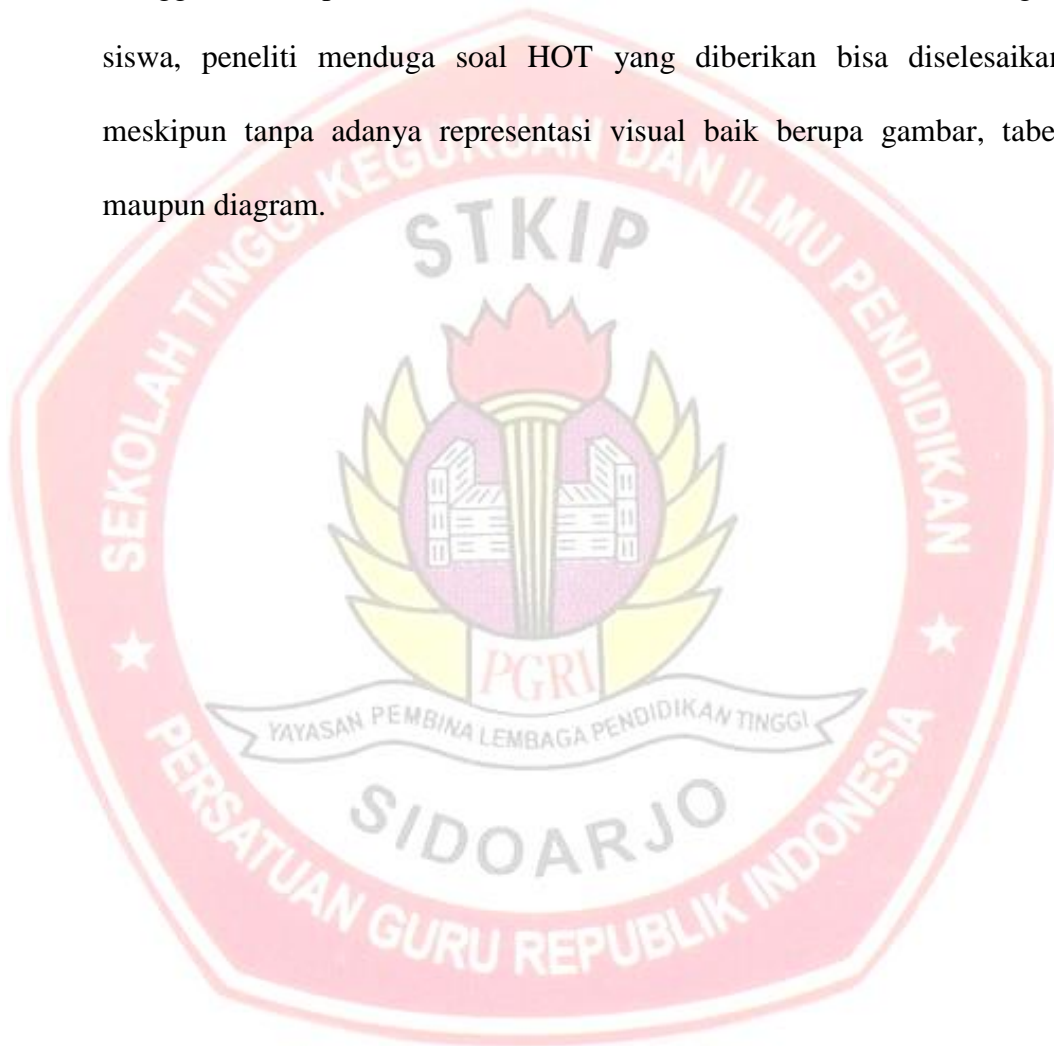 siswa, peneliti menduga soal HOT yang diberikan bisa diselesaikan
meskipun tanpa adanya representasi visual baik berupa gambar, tabel
maupun diagram.
SEKOLAH TINGGI KEGURUAN DAN ILMU PENDIDIKAN
STKIP
PGRI
YAYASAN PEMBINA LEMBAGA PENDIDIKAN TINGGI
SIDOARJO
PERSATUAN GURU REPUBLIK INDONESIA